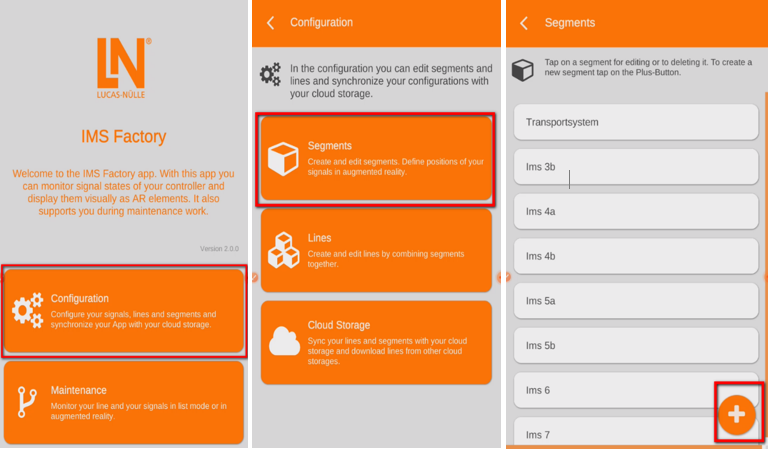 LN®
LUCAS-NÜLLE
IMS Factory
Welcome to the IMS Factory app. With this app you
can monitor signal states of your controller and
display them visually as AR elements. It also
supports you during maintenance work.
Version 2.0.0
Configuration
Configure your signals, lines and segments and
synchronize your App with your cloud storage.
Maintenance
Monitor your line and your signals in list mode or in
augmented reality.
Configuration
In the configuration you can edit segments and
lines and synchronize your configurations with
your cloud storage.
Segments
Create and edit segments. Define positions of your
signals in augmented reality.
Lines
Create and edit lines by combining segments
together.
Cloud Storage
Sync your lines and segments with your cloud
storage and download lines from other cloud
storages.
Segments
Tap on a segment for editing or to deleting it. To create a
new segment tap on the Plus-Button.
Transportsystem
Ims 3b
Ims 4a
Ims 4b
Ims 5a
Ims 5b
Ims 6
Ims 7